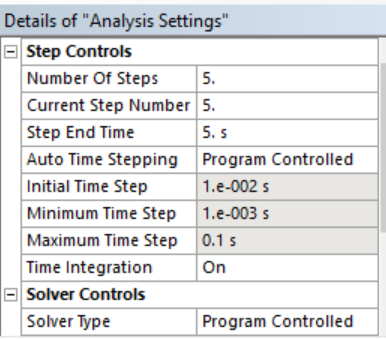 Details of "Analysis Settings"
Step Controls
Number Of Steps 5.
Current Step Number 5.
Step End Time 5. s
Auto Time Stepping Program Controlled
Initial Time Step 1.e-002 s
Minimum Time Step 1.e-003 s
Maximum Time Step 0.1 s
Time Integration On
Solver Controls
Solver Type Program Controlled